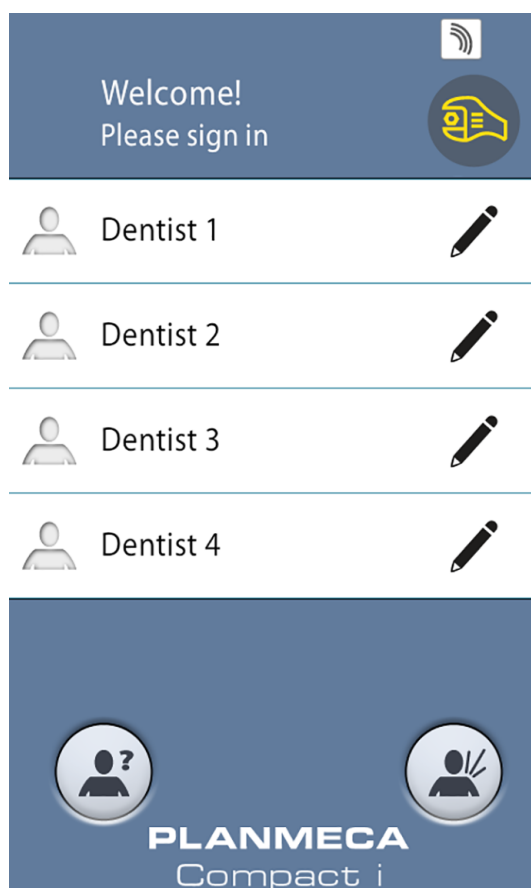 Welcome!
Please sign in
Dentist 1
Dentist 2
Dentist 3
Dentist 4
?
PLANMECA
Compact i